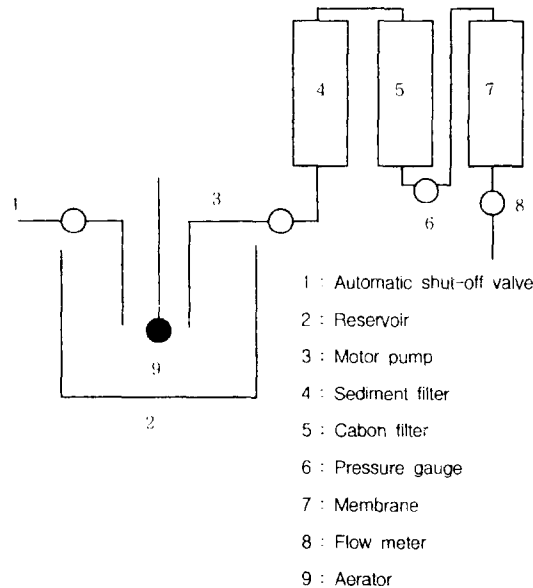 4
5
7
1
3
6
8
9
2
1 : Automatic shut-off valve
2 : Reservoir
3 : Motor pump
4 : Sediment filter
5 : Cabon filter
6 : Pressure gauge
7 : Membrane
8 : Flow meter
9 : Aerator